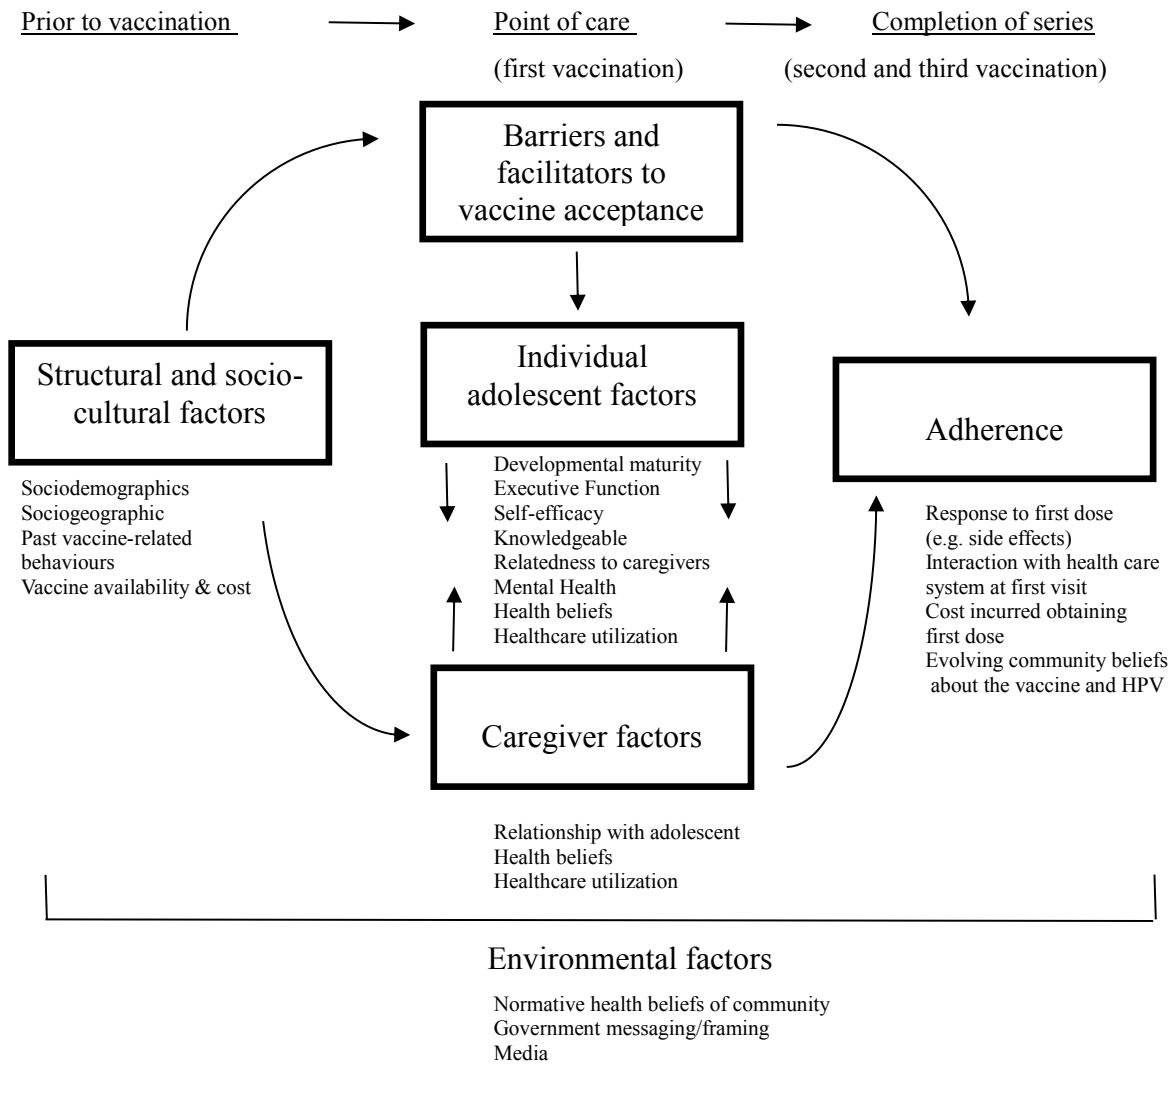 Prior to vaccination
Point of care
Completion of series
(first vaccination)
(second and third vaccination)
Barriers and
facilitators to
vaccine acceptance
Structural and socio-
cultural factors
Sociodemographics
Sociogeographic
Past vaccine-related
behaviours
Vaccine availability & cost
Individual
adolescent factors
Developmental maturity
Executive Function
Self-efficacy
Knowledgeable
Relatedness to caregivers
Mental Health
Health beliefs
Healthcare utilization
Caregiver factors
Relationship with adolescent
Health beliefs
Healthcare utilization
Adherence
Response to first dose
(e.g. side effects)
Interaction with health care
system at first visit
Cost incurred obtaining
first dose
Evolving community beliefs
about the vaccine and HPV
Environmental factors
Normative health beliefs of community
Government messaging/framing
Media